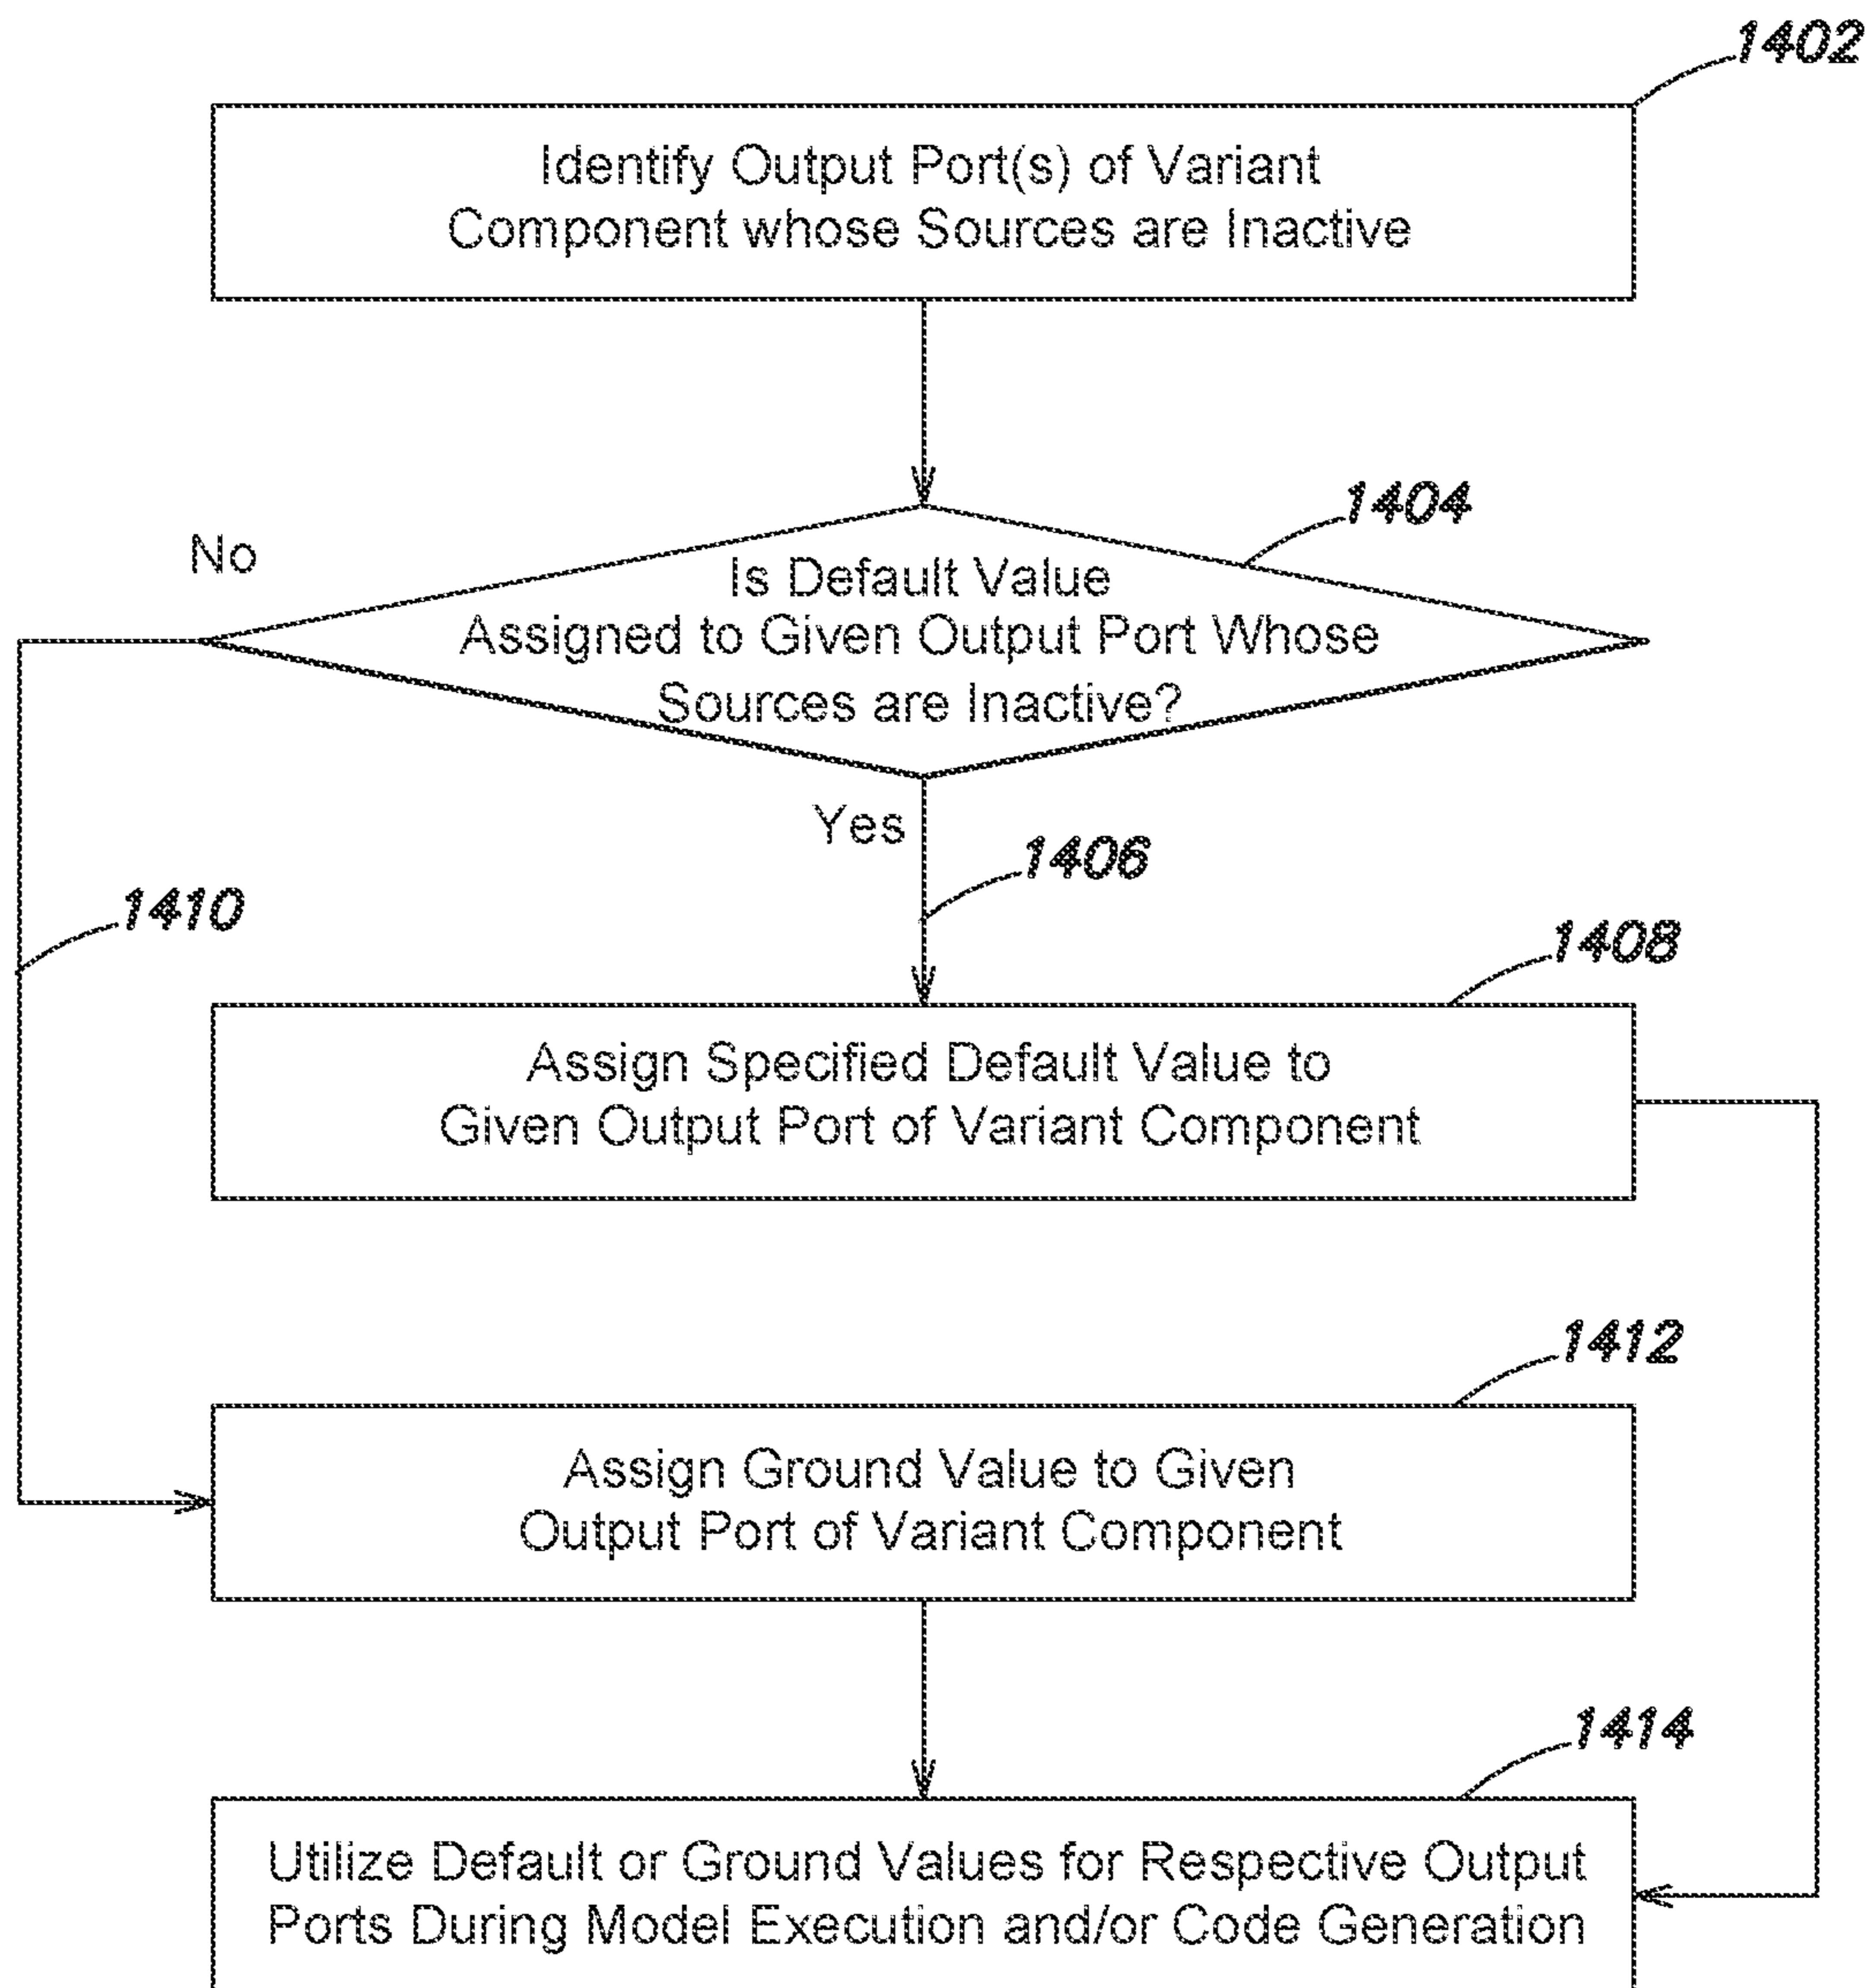 1402
Identify Output Port(s) of Variant
Component whose Sources are Inactive
1404
No
Is Default Value
Assigned to Given Output Port Whose
Sources are Inactive?
Yes
1406
1410
1408
Assign Specified Default Value to
Given Output Port of Variant Component
1412
Assign Ground Value to Given
Output Port of Variant Component
1414
Utilize Default or Ground Values for Respective Output
Ports During Model Execution and/or Code Generation